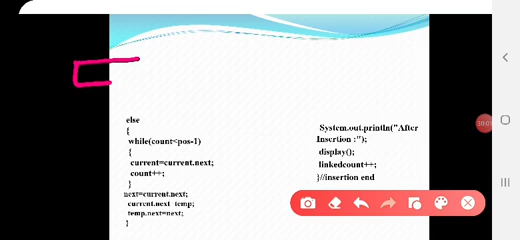 else
{
while(count<pos-1)
{
current=current.next;
count++;
}
next=current.next;
current.next temp;
temp.next=next;
}
System.out.println("After
Insertion :");
display();
linkedcount++;
}//insertion end